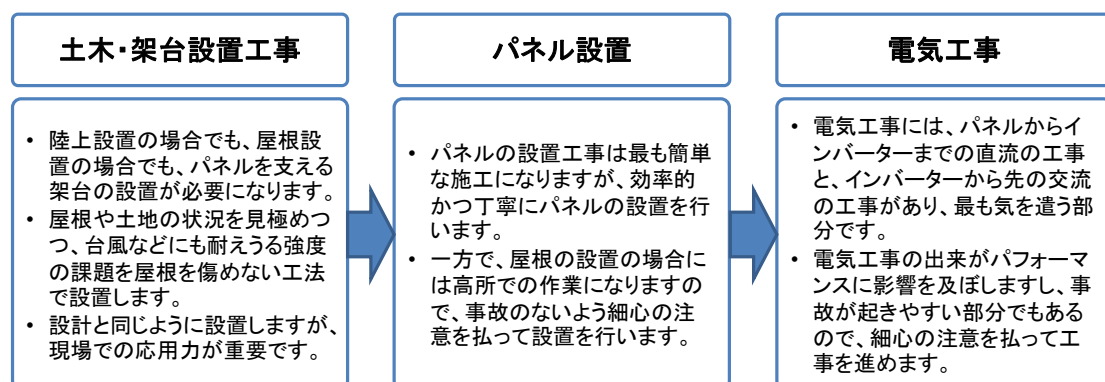 土木・架台設置工事
• 陸上設置の場合でも、屋根設
置の場合でも、パネルを支える
架台の設置が必要になります。
• 屋根や土地の状況を見極めつ
つ、台風などにも耐えうる強度
の課題を屋根を傷めない工法
で設置します。
• 設計と同じように設置しますが、
現場での応用力が重要です。
パネル設置
• パネルの設置工事は最も簡単
な施工になりますが、効率的
かつ丁寧にパネルの設置を行
います。
• 一方で、屋根の設置の場合に
は高所での作業になりますの
で、事故のないよう細心の注
意を払って設置を行います。
電気工事
• 電気工事には、パネルからイ
ンバーターまでの直流の工事
と、インバーターから先の交流
の工事があり、最も気を遣う部
分です。
• 電気工事の出来がパフォーマ
ンスに影響を及ぼしますし、事
故が起きやすい部分でもある
ので、細心の注意を払って工
事を進めます。